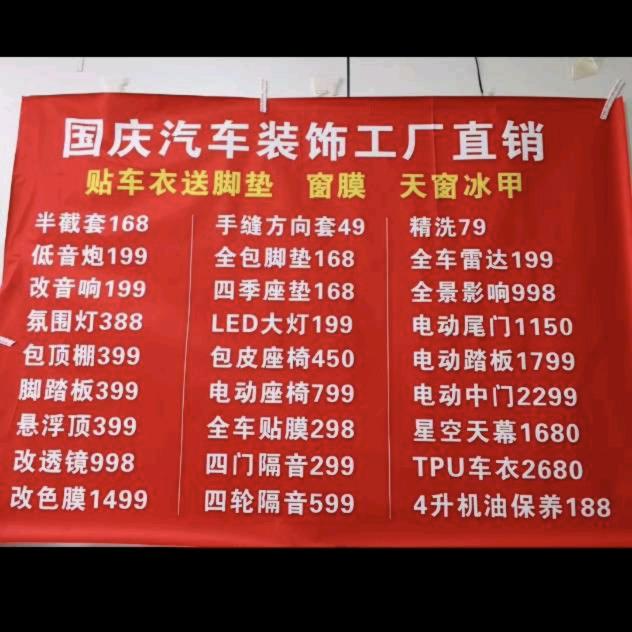 国庆汽车装饰工厂直销
贴车衣送脚垫 窗膜 天窗冰甲
半截套168
低音炮199
改音响199
氛围灯388
包顶棚399
脚踏板399
悬浮顶399
改透镜998
改色膜1499
手缝方向套49
全包脚垫168
四季座垫168
LED大灯199
包皮座椅450
电动座椅799
全车贴膜298
四门隔音299
四轮隔音599
精洗79
全车雷达199
全景影响998
电动尾门1150
电动踏板1799
电动中门2299
星空天幕1680
TPU车衣2680
4升机油保养188